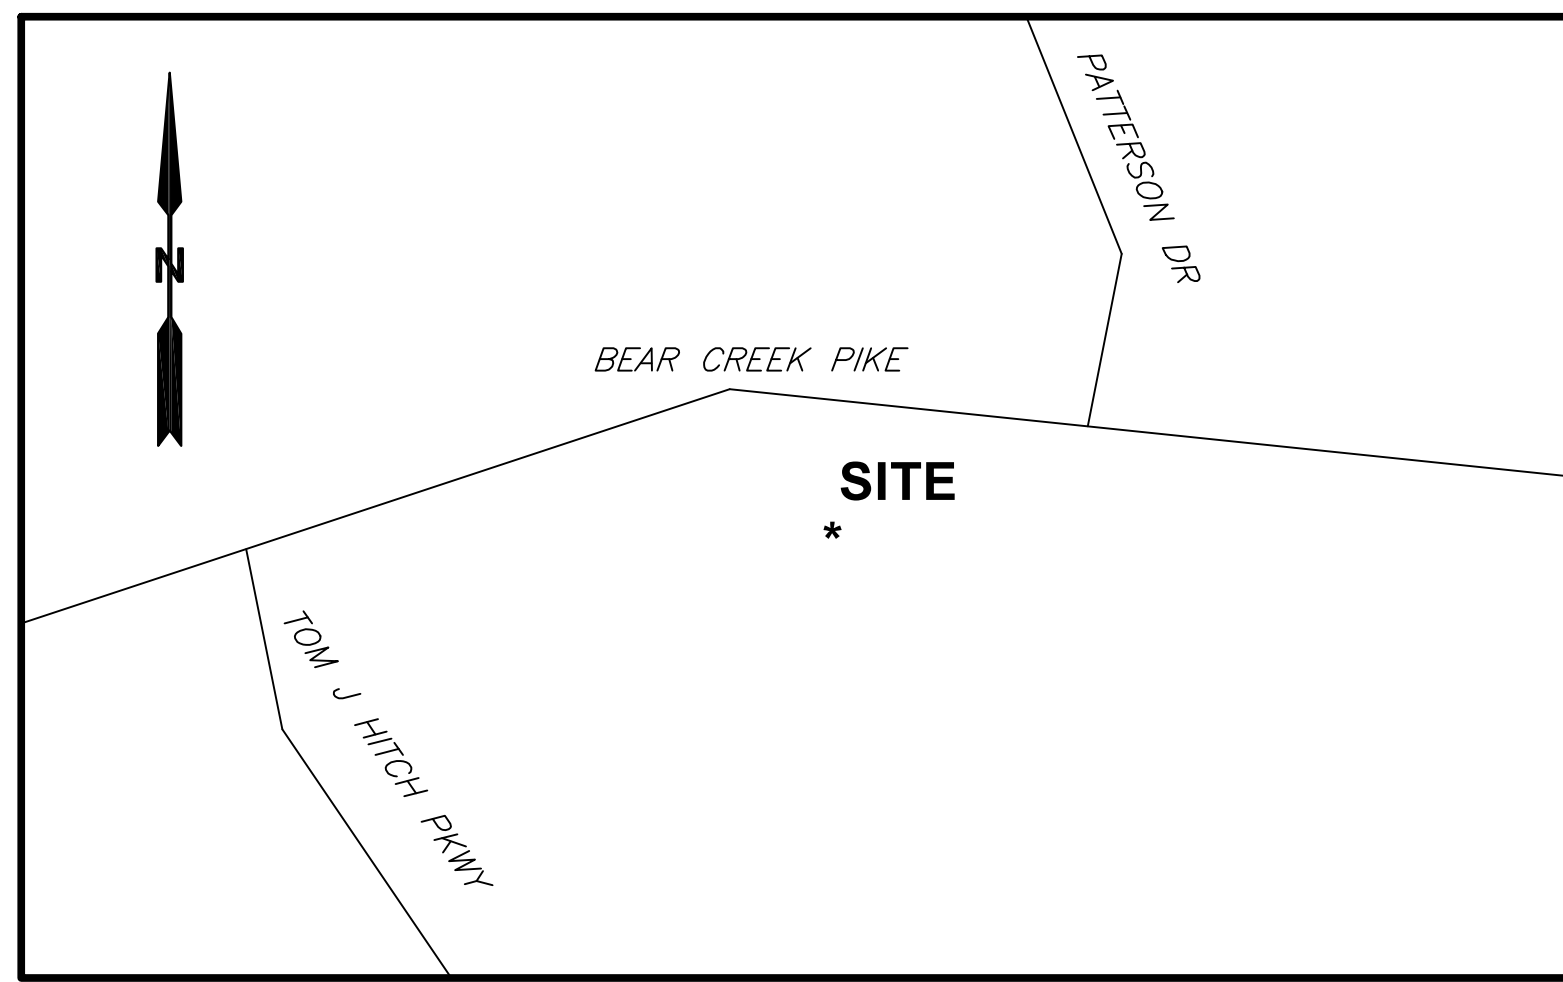 PATTERSON DR
N
BEAR CREEK PIKE
SITE
*
TOM J HITCH PKWY